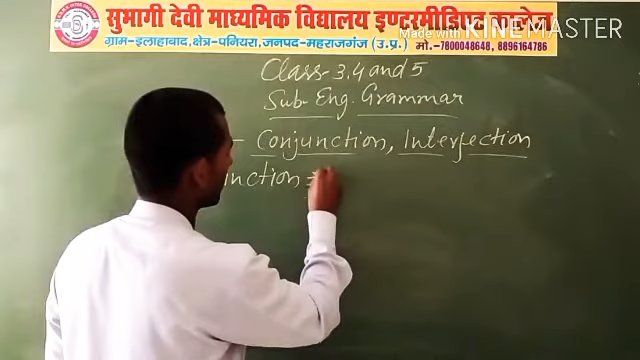 सुभागी देवी माध्यमिक विद्यालय इण्टरमीडिएट कालेज
ग्राम-इलाहाबाद, क्षेत्र-पनियरा, जनपद-महराजगंज (उ.प्र.) मो.-7800048648, 8896164786
Made with KINEMASTER
Class- 3,4 and 5
Sub- Eng. Grammar
- Conjunction, Interjection
unction =